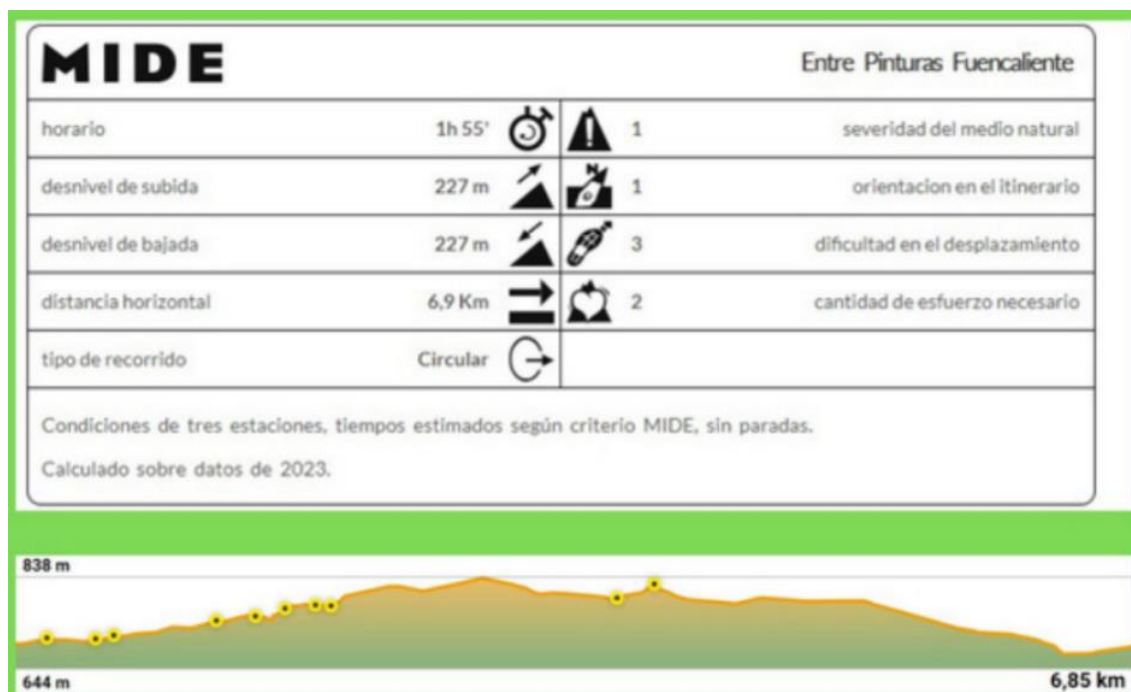 MIDE
Entre Pinturas Fuencaliente
horario 1h 55' 1 severidad del medio natural
desnivel de subida 227 m N 1 orientacion en el itinerario
desnivel de bajada 227 m 3 dificultad en el desplazamiento
distancia horizontal 6,9 Km 2 cantidad de esfuerzo necesario
tipo de recorrido Circular
Condiciones de tres estaciones, tiempos estimados según criterio MIDE, sin paradas.
Calculado sobre datos de 2023.
838 m
644 m 6,85 km